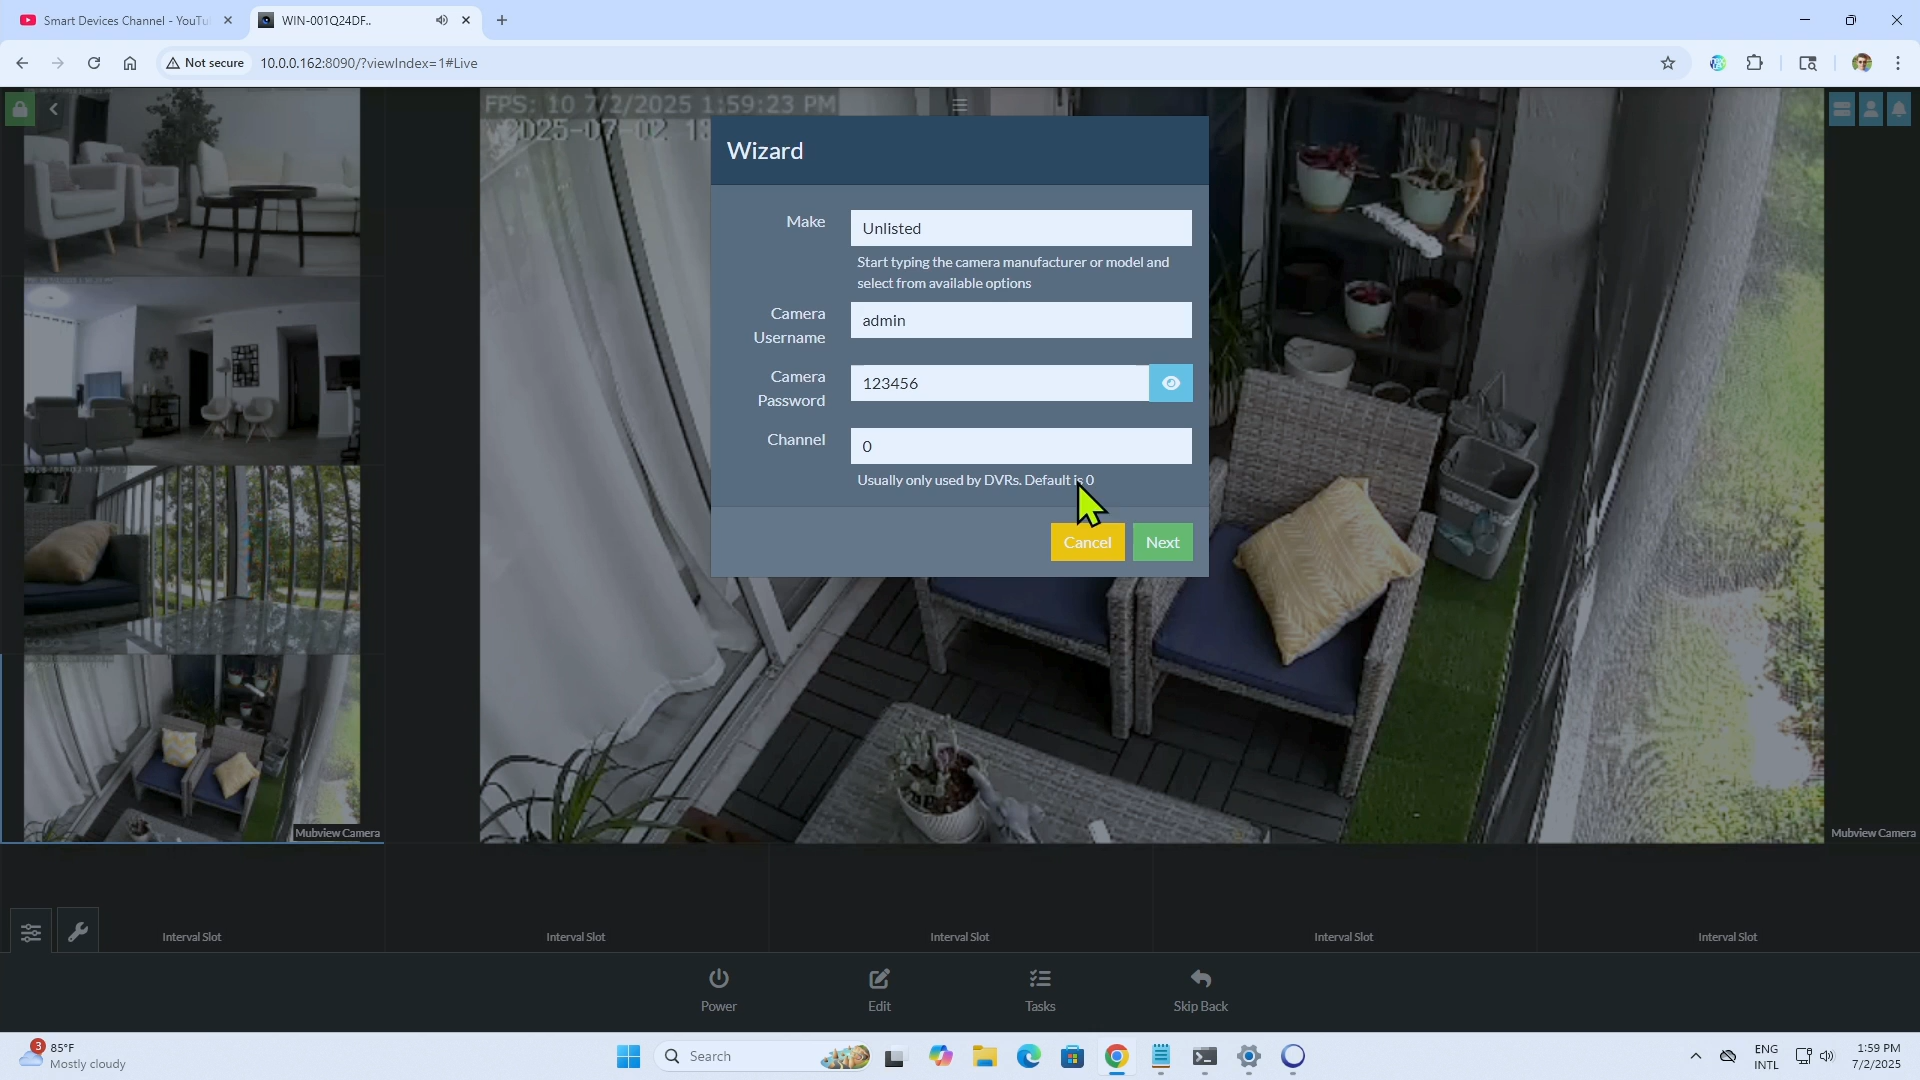 Smart Devices Channel - YouTu
WIN-001Q24DF..
Not secure
10.0.0.162:8090/?viewIndex=1#Live
FPS: 10 7/2/2025 1:59:23 PM
2025-07-02
Wizard
Make
Unlisted
Start typing the camera manufacturer or model and
select from available options
Camera
Username
admin
Camera
Password
123456
Channel
0
Usually only used by DVRs. Default is 0
Cancel
Next
Mubview Camera
Mubview Camera
Interval Slot
Interval Slot
Interval Slot
Interval Slot
Interval Slot
Power
Edit
Tasks
Skip Back
3
85°F
Mostly cloudy
Search
ENG
INTL
1:59 PM
7/2/2025